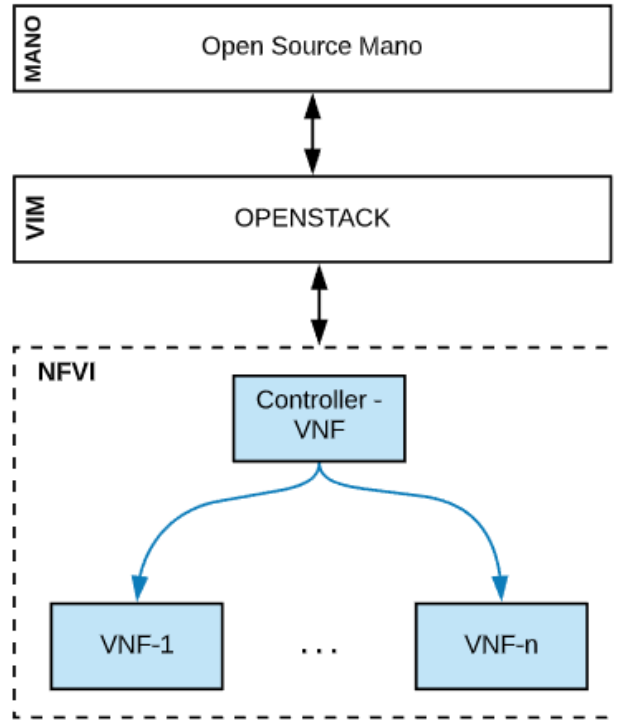 MANO
Open Source Mano
VIM
OPENSTACK
NFVI
Controller -
VNF
VNF-1
...
VNF-n